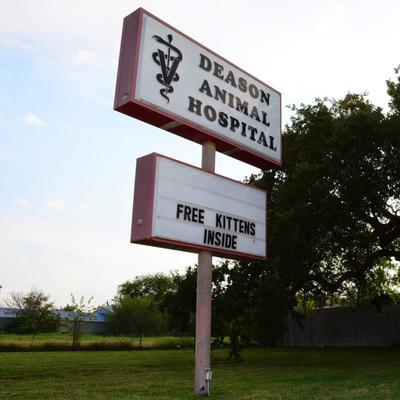 DEASON
ANIMAL
HOSPITAL
FREE KITTENS
INSIDE